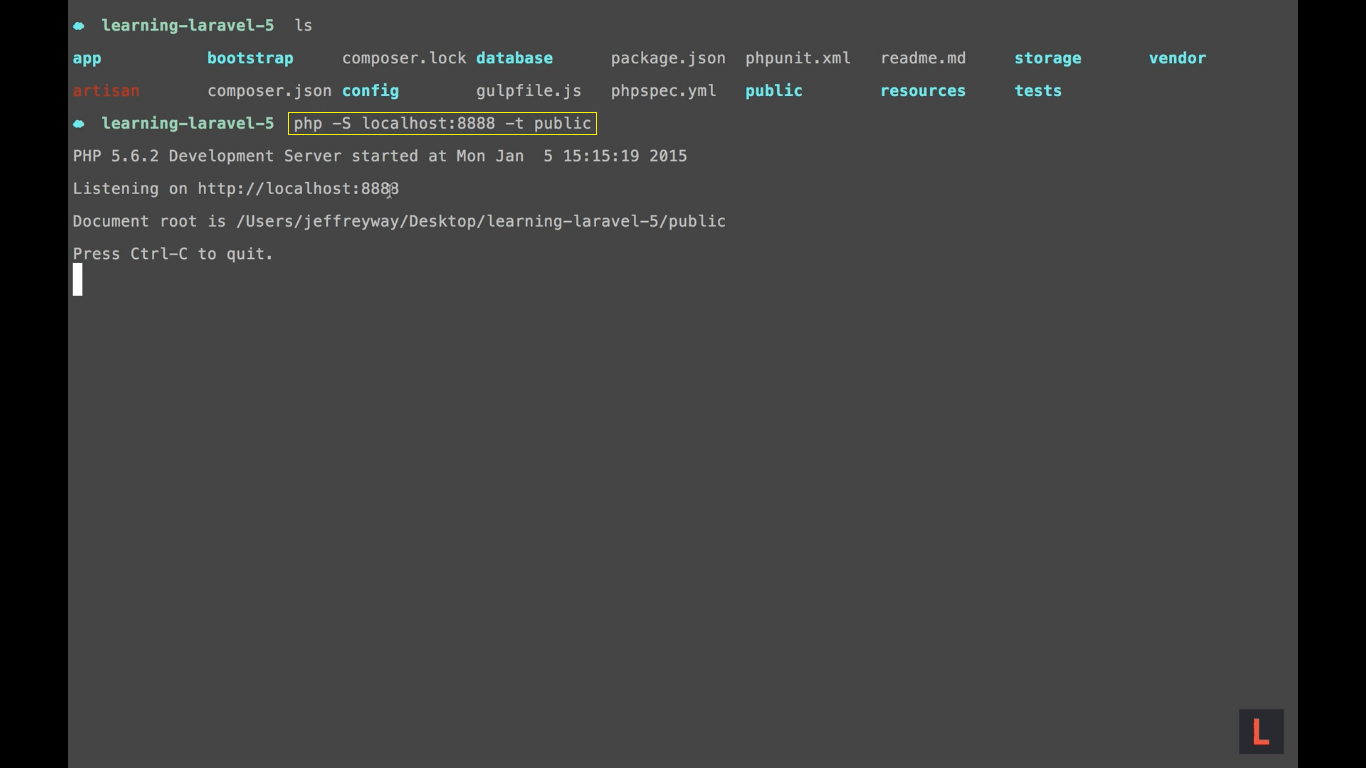 learning-laravel-5 ls
app bootstrap composer.lock database package.json phpunit.xml readme.md storage vendor
artisan composer.json config gulpfile.js phpspec.yml public resources tests
learning-laravel-5 php -S localhost:8888 -t public
PHP 5.6.2 Development Server started at Mon Jan  5 15:15:19 2015
Listening on http://localhost:8888
Document root is /Users/jeffreyway/Desktop/learning-laravel-5/public
Press Ctrl-C to quit.
L